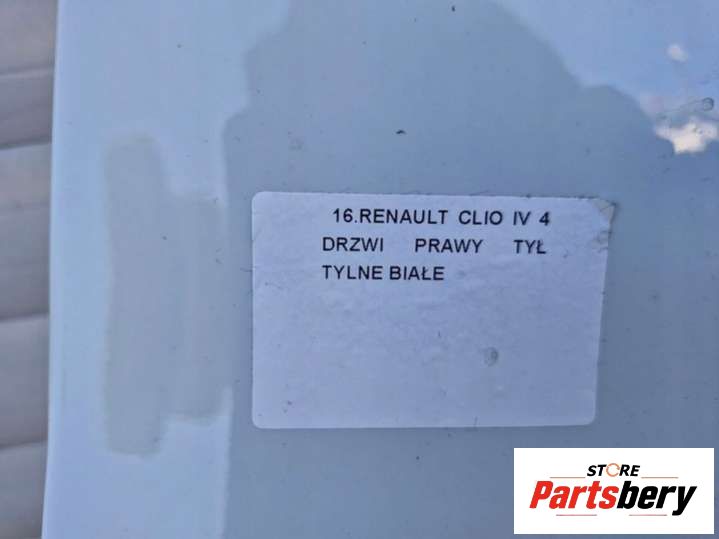 16.RENAULT CLIO IV 4
DRZWI PRAWY TYŁ
TYLNE BIAŁE
STORE
Partsbery